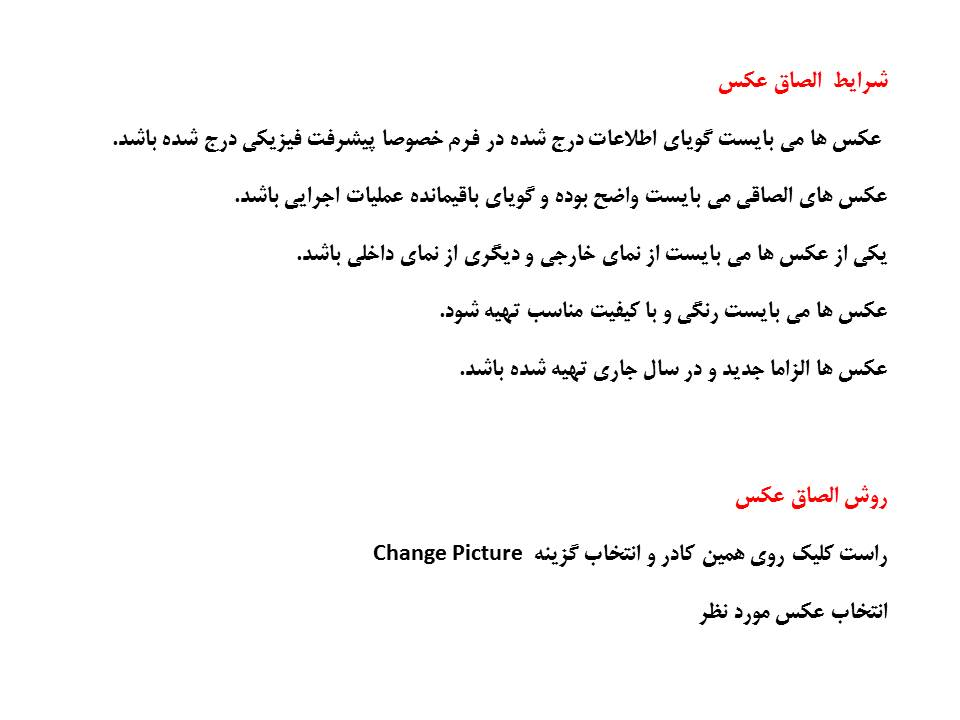 شرایط الصاق عکس
عکس ها می بایست گویای اطلاعات درج شده در فرم خصوصا پیشرفت فیزیکی درج شده باشد.
عکس های الصاقی می بایست واضح بوده و گویای باقیمانده عملیات اجرایی باشد.
یکی از عکس ها می بایست از نمای خارجی و دیگری از نمای داخلی باشد.
عکس ها می بایست رنگی و با کیفیت مناسب تهیه شود.
عکس ها الزاما جدید و در سال جاری تهیه شده باشد.
روش الصاق عکس
راست کلیک روی همین کادر و انتخاب گزینه Change Picture
انتخاب عکس مورد نظر